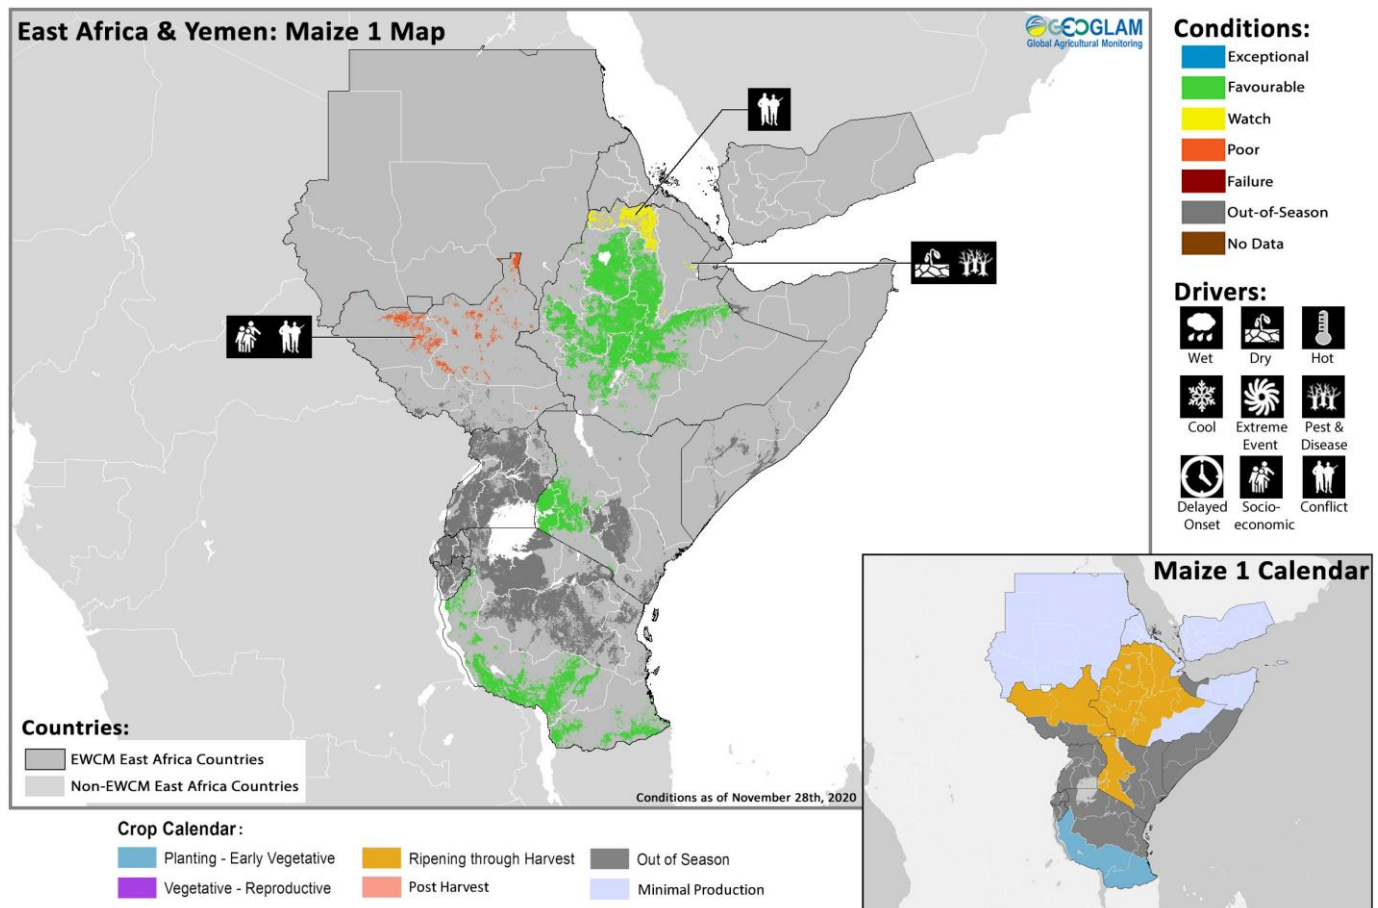 East Africa & Yemen: Maize 1 Map
GEOGLAM
Global Agricultural Monitoring
Conditions:
Exceptional
Favourable
Watch
Poor
Failure
Out-of-Season
No Data
Drivers:
Wet
Dry
Hot
Cool
Extreme
Event
Pest &
Disease
Delayed
Onset
Socio-
economic
Conflict
Countries:
EWCM East Africa Countries
Non-EWCM East Africa Countries
Conditions as of November 28th, 2020
Maize 1 Calendar
Crop Calendar:
Planting - Early Vegetative
Ripening through Harvest
Out of Season
Vegetative - Reproductive
Post Harvest
Minimal Production